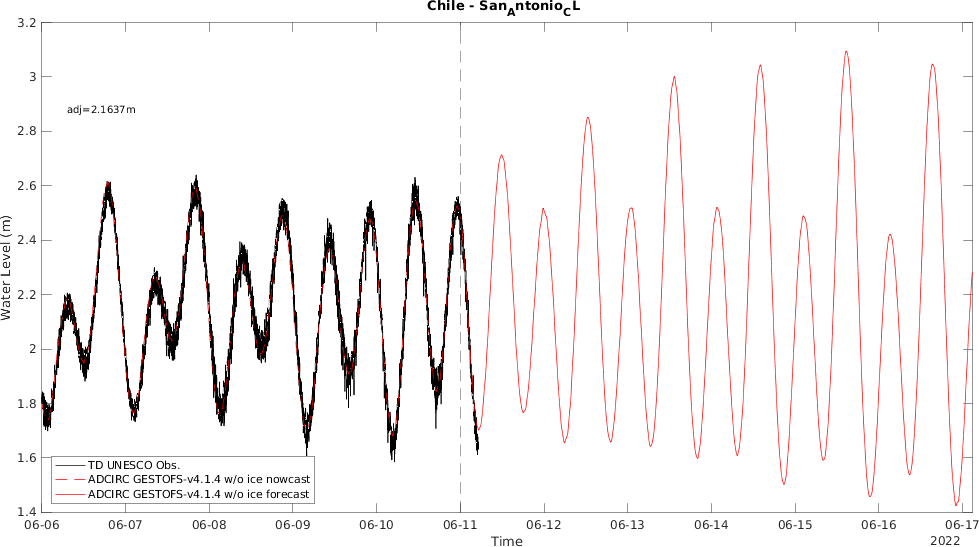 Chile - SanAntonioCL
3.2
3
2.8
2.6
2.4
2.2
2
1.8
1.6
1.4
Water Level (m)
adj=2.1637m
TD UNESCO Obs.
ADCIRC GESTOFS-v4.1.4 w/o ice nowcast
ADCIRC GESTOFS-v4.1.4 w/o ice forecast
06-06 06-07 06-08 06-09 06-10 06-11 06-12 06-13 06-14 06-15 06-16 06-17
Time
2022